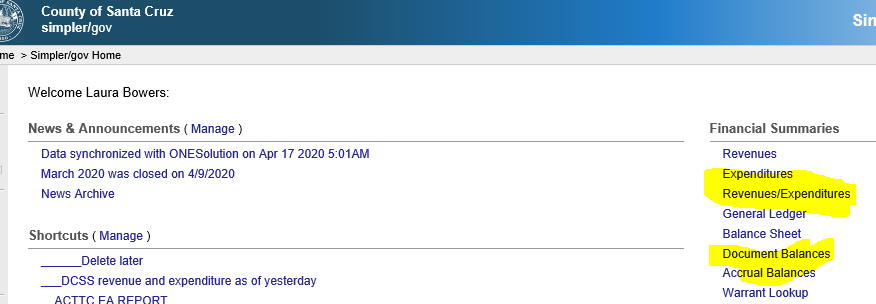 County of Santa Cruz
simpler/gov
Sin
me > Simpler/gov Home
Welcome Laura Bowers:
News & Announcements ( Manage )
Data synchronized with ONESolution on Apr 17 2020 5:01AM
March 2020 was closed on 4/9/2020
News Archive
Shortcuts ( Manage )
______Delete later
___DCSS revenue and expenditure as of yesterday
ACTTC EA REPORT
Financial Summaries
Revenues
Expenditures
Revenues/Expenditures
General Ledger
Balance Sheet
Document Balances
Accrual Balances
Warrant Lookup